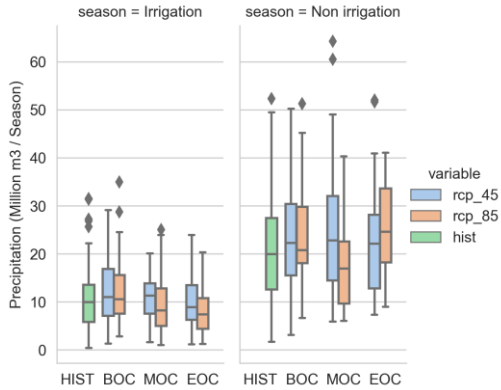 season = Irrigation
season = Non irrigation
Precipitation (Million m3 / Season)
60
50
40
30
20
10
0
HIST BOC MOC EOC
HIST BOC MOC EOC
variable
rcp_45
rcp_85
hist